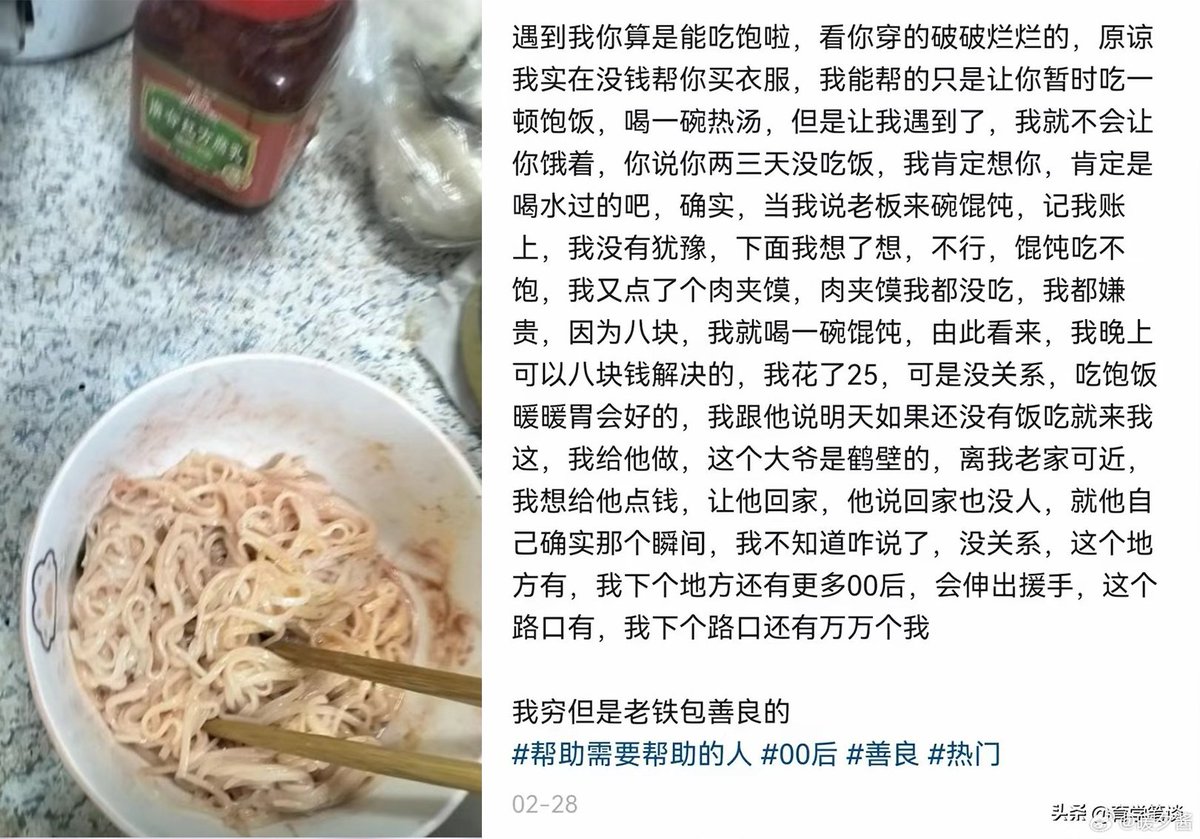 红方腐乳
遇到我你算是能吃饱啦，看你穿的破破烂烂的，原谅
我实在没钱帮你买衣服，我能帮的只是让你暂时吃一
顿饱饭，喝一碗热汤，但是让我遇到了，我就不会让
你饿着，你说你两三天没吃饭，我肯定想你，肯定是
喝水过的吧，确实，当我说老板来碗馄饨，记我账
上，我没有犹豫，下面我想了想，不行，馄饨吃不
饱，我又点了个肉夹馍，肉夹馍我都没吃，我都嫌
贵，因为八块，我就喝一碗馄饨，由此看来，我晚上
可以八块钱解决的，我花了25，可是没关系，吃饱饭
暖暖胃会好的，我跟他说明天如果还没有饭吃就来我
这，我给他做，这个大爷是鹤壁的，离我老家可近，
我想给他点钱，让他回家，他说回家也没人，就他自
己确实那个瞬间，我不知道咋说了，没关系，这个地
方有，我下个地方还有更多00后，会伸出援手，这个
路口有，我下个路口还有万万个我
我穷但是老铁包善良的
#帮助需要帮助的人 #00后 #善良 #热门
02-28
头条 @育学笔谈